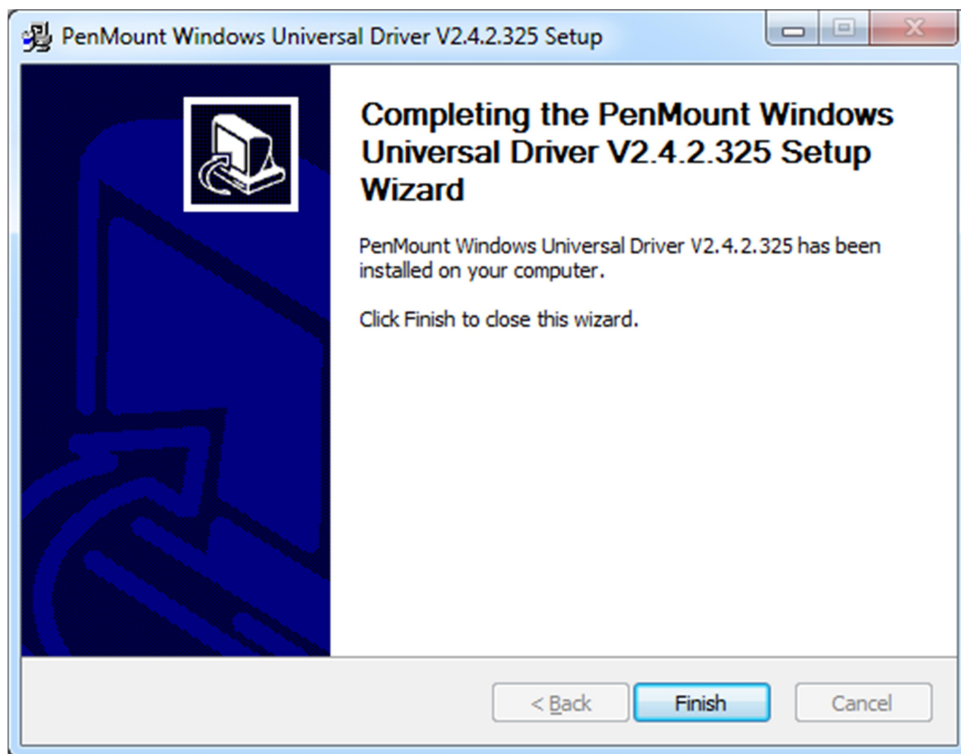 PenMount Windows Universal Driver V2.4.2.325 Setup
Completing the PenMount Windows
Universal Driver V2.4.2.325 Setup
Wizard
PenMount Windows Universal Driver V2.4.2.325 has been
installed on your computer.
Click Finish to close this wizard.
< Back
Finish
Cancel